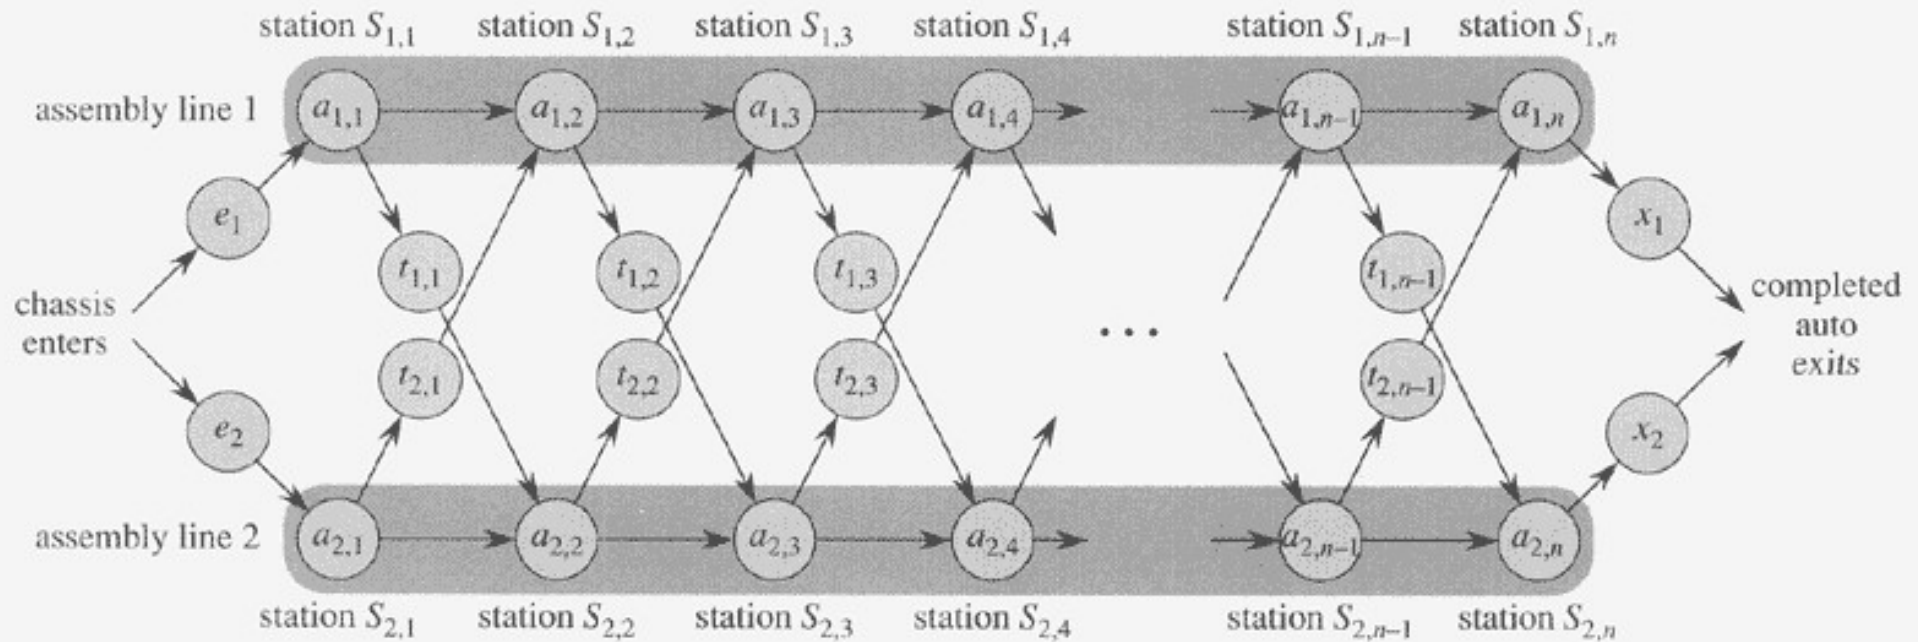 station S1,1 station S1,2 station S1,3 station S1,4 station S1,n–1 station S1,n
assembly line 1 a1,1 a1,2 a1,3 a1,4 a1,n–1 a1,n
e1 x1
t1,1 t1,2 t1,3 t1,n–1
chassis
enters
completed
auto
exits
...
t2,1 t2,2 t2,3 t2,n–1
e2 x2
assembly line 2 a2,1 a2,2 a2,3 a2,4 a2,n–1 a2,n
station S2,1 station S2,2 station S2,3 station S2,4 station S2,n–1 station S2,n